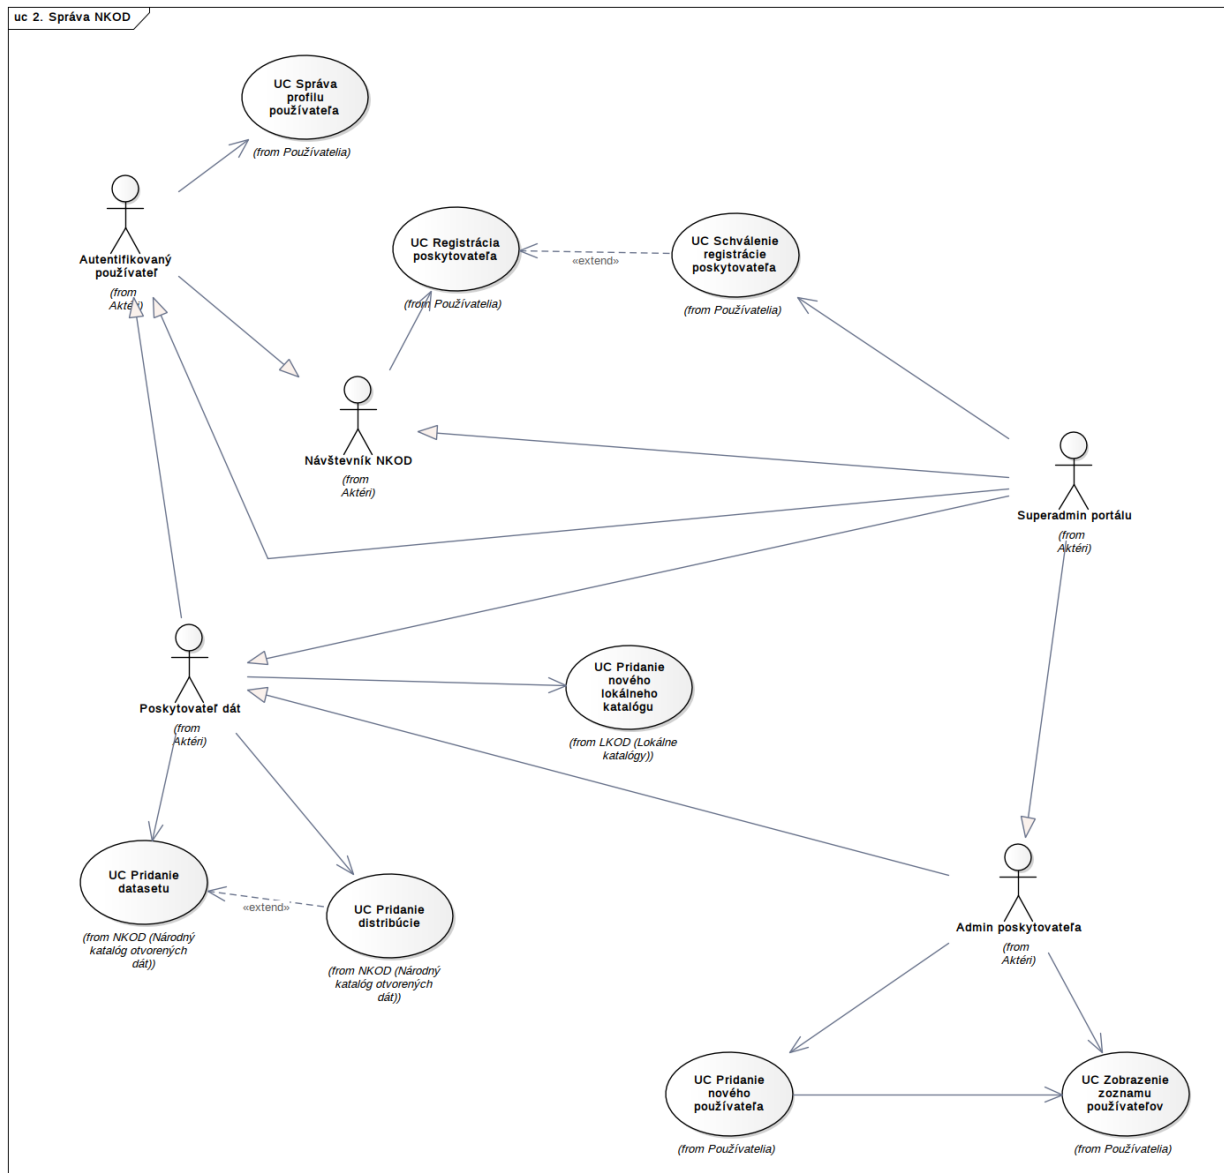 uc 2. Správa NKOD
UC Správa
profilu
používateľa
(from Používatelia)
Autentifikovaný
používateľ
(from
Aktéri)
UC Registrácia
poskytovateľa
(from Používatelia)
«extend»
UC Schválenie
registrácie
poskytovateľa
(from Používatelia)
Návštevník NKOD
(from
Aktéri)
Superadmin portálu
(from
Aktéri)
Poskytovateľ dát
(from
Aktéri)
UC Pridanie
nového
lokálneho
katalógu
(from LKOD (Lokálne
katalógy))
UC Pridanie
datasetu
(from NKOD (Národný
katalóg otvorených
dát))
«extend»
UC Pridanie
distribúcie
(from NKOD (Národný
katalóg otvorených
dát))
Admin poskytovateľa
(from
Aktéri)
UC Pridanie
nového
používateľa
(from Používatelia)
UC Zobrazenie
zoznamu
používateľov
(from Používatelia)